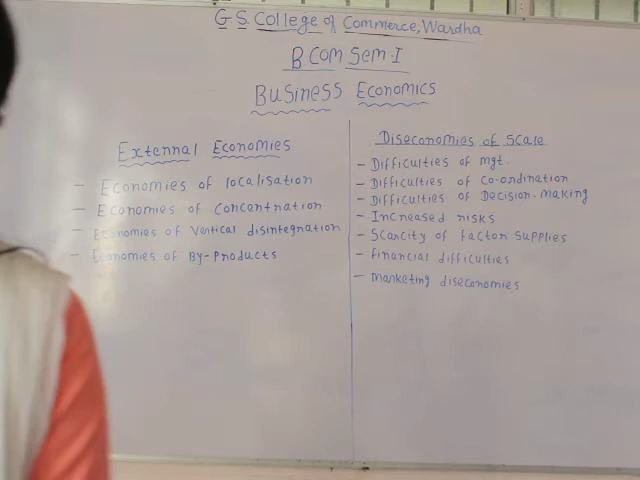 G S. College of Commerce, Wardha
B Com Sem-I
Business Economics
External Economies
- Economies of localisation
- Economies of Concentration
- Economies of Vertical disintegration
- Economies of By-Products
Diseconomies of Scale
- Difficulties of mgt.
- Difficulties of Co-ordination
- Difficulties of Decision-making
- Increased risks
- Scarcity of factor supplies
- financial difficulties
- marketing diseconomies